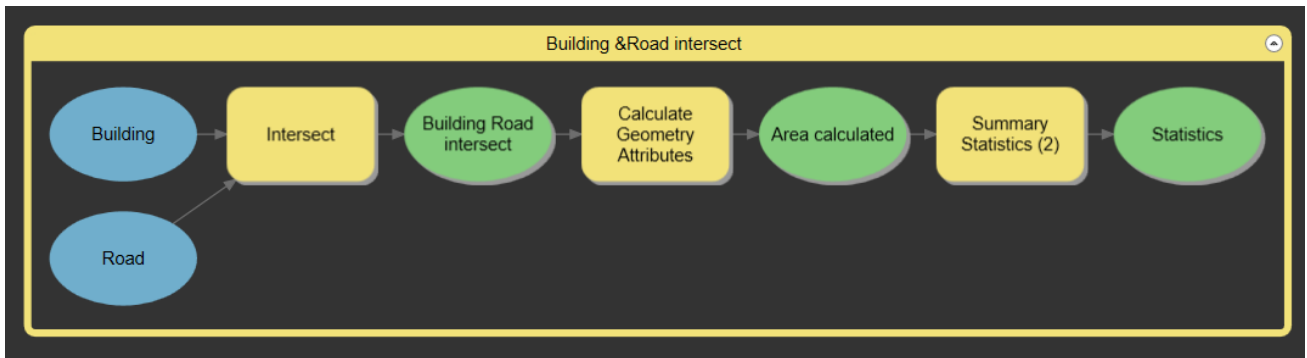 Building &Road intersect
Building
Intersect
Building Road
intersect
Calculate
Geometry
Attributes
Area calculated
Summary
Statistics (2)
Statistics
Road